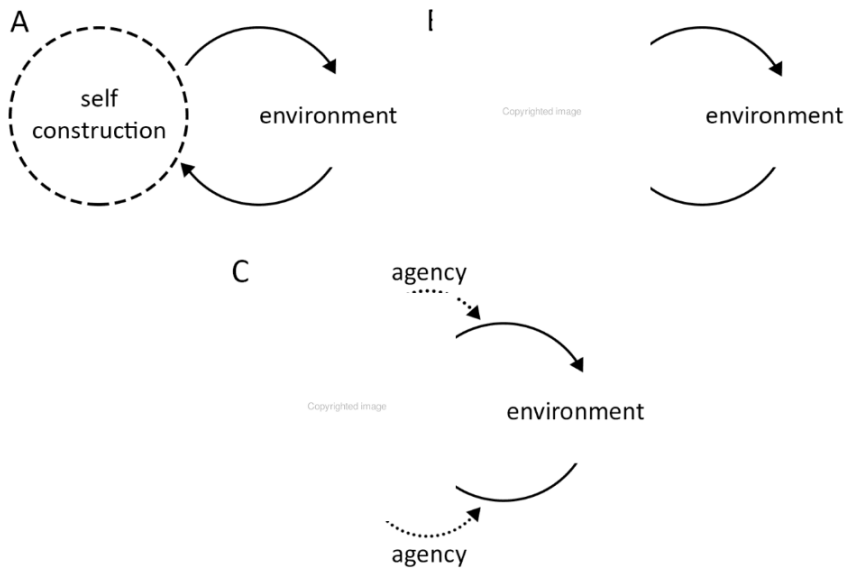 A
self
construction
environment
Copyrighted image
environment
C
agency
Copyrighted image
environment
agency